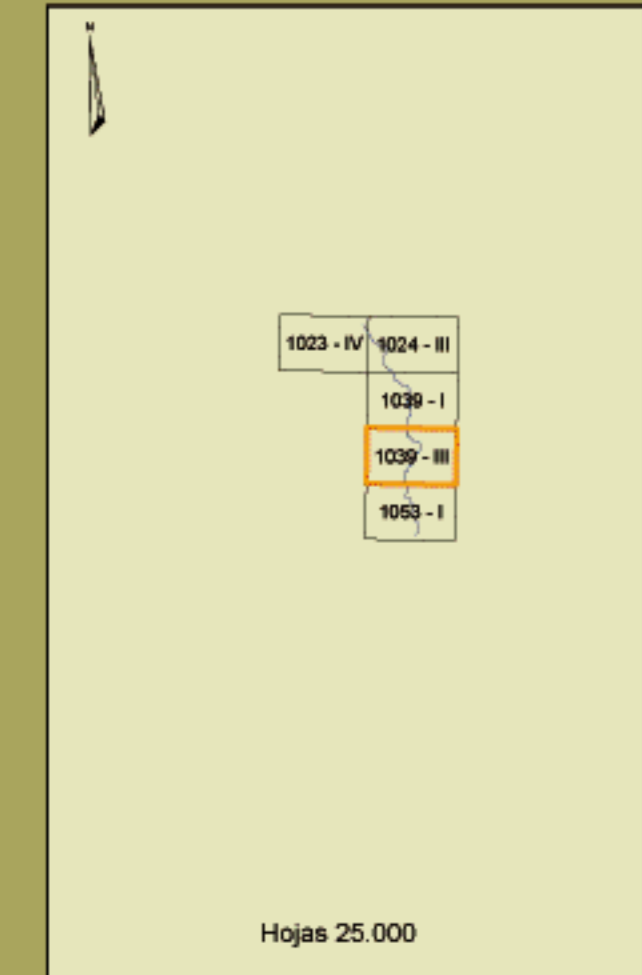 N
1023 - IV 1024 - III
1039 - I
1039 - III
1053 - I
Hojas 25.000